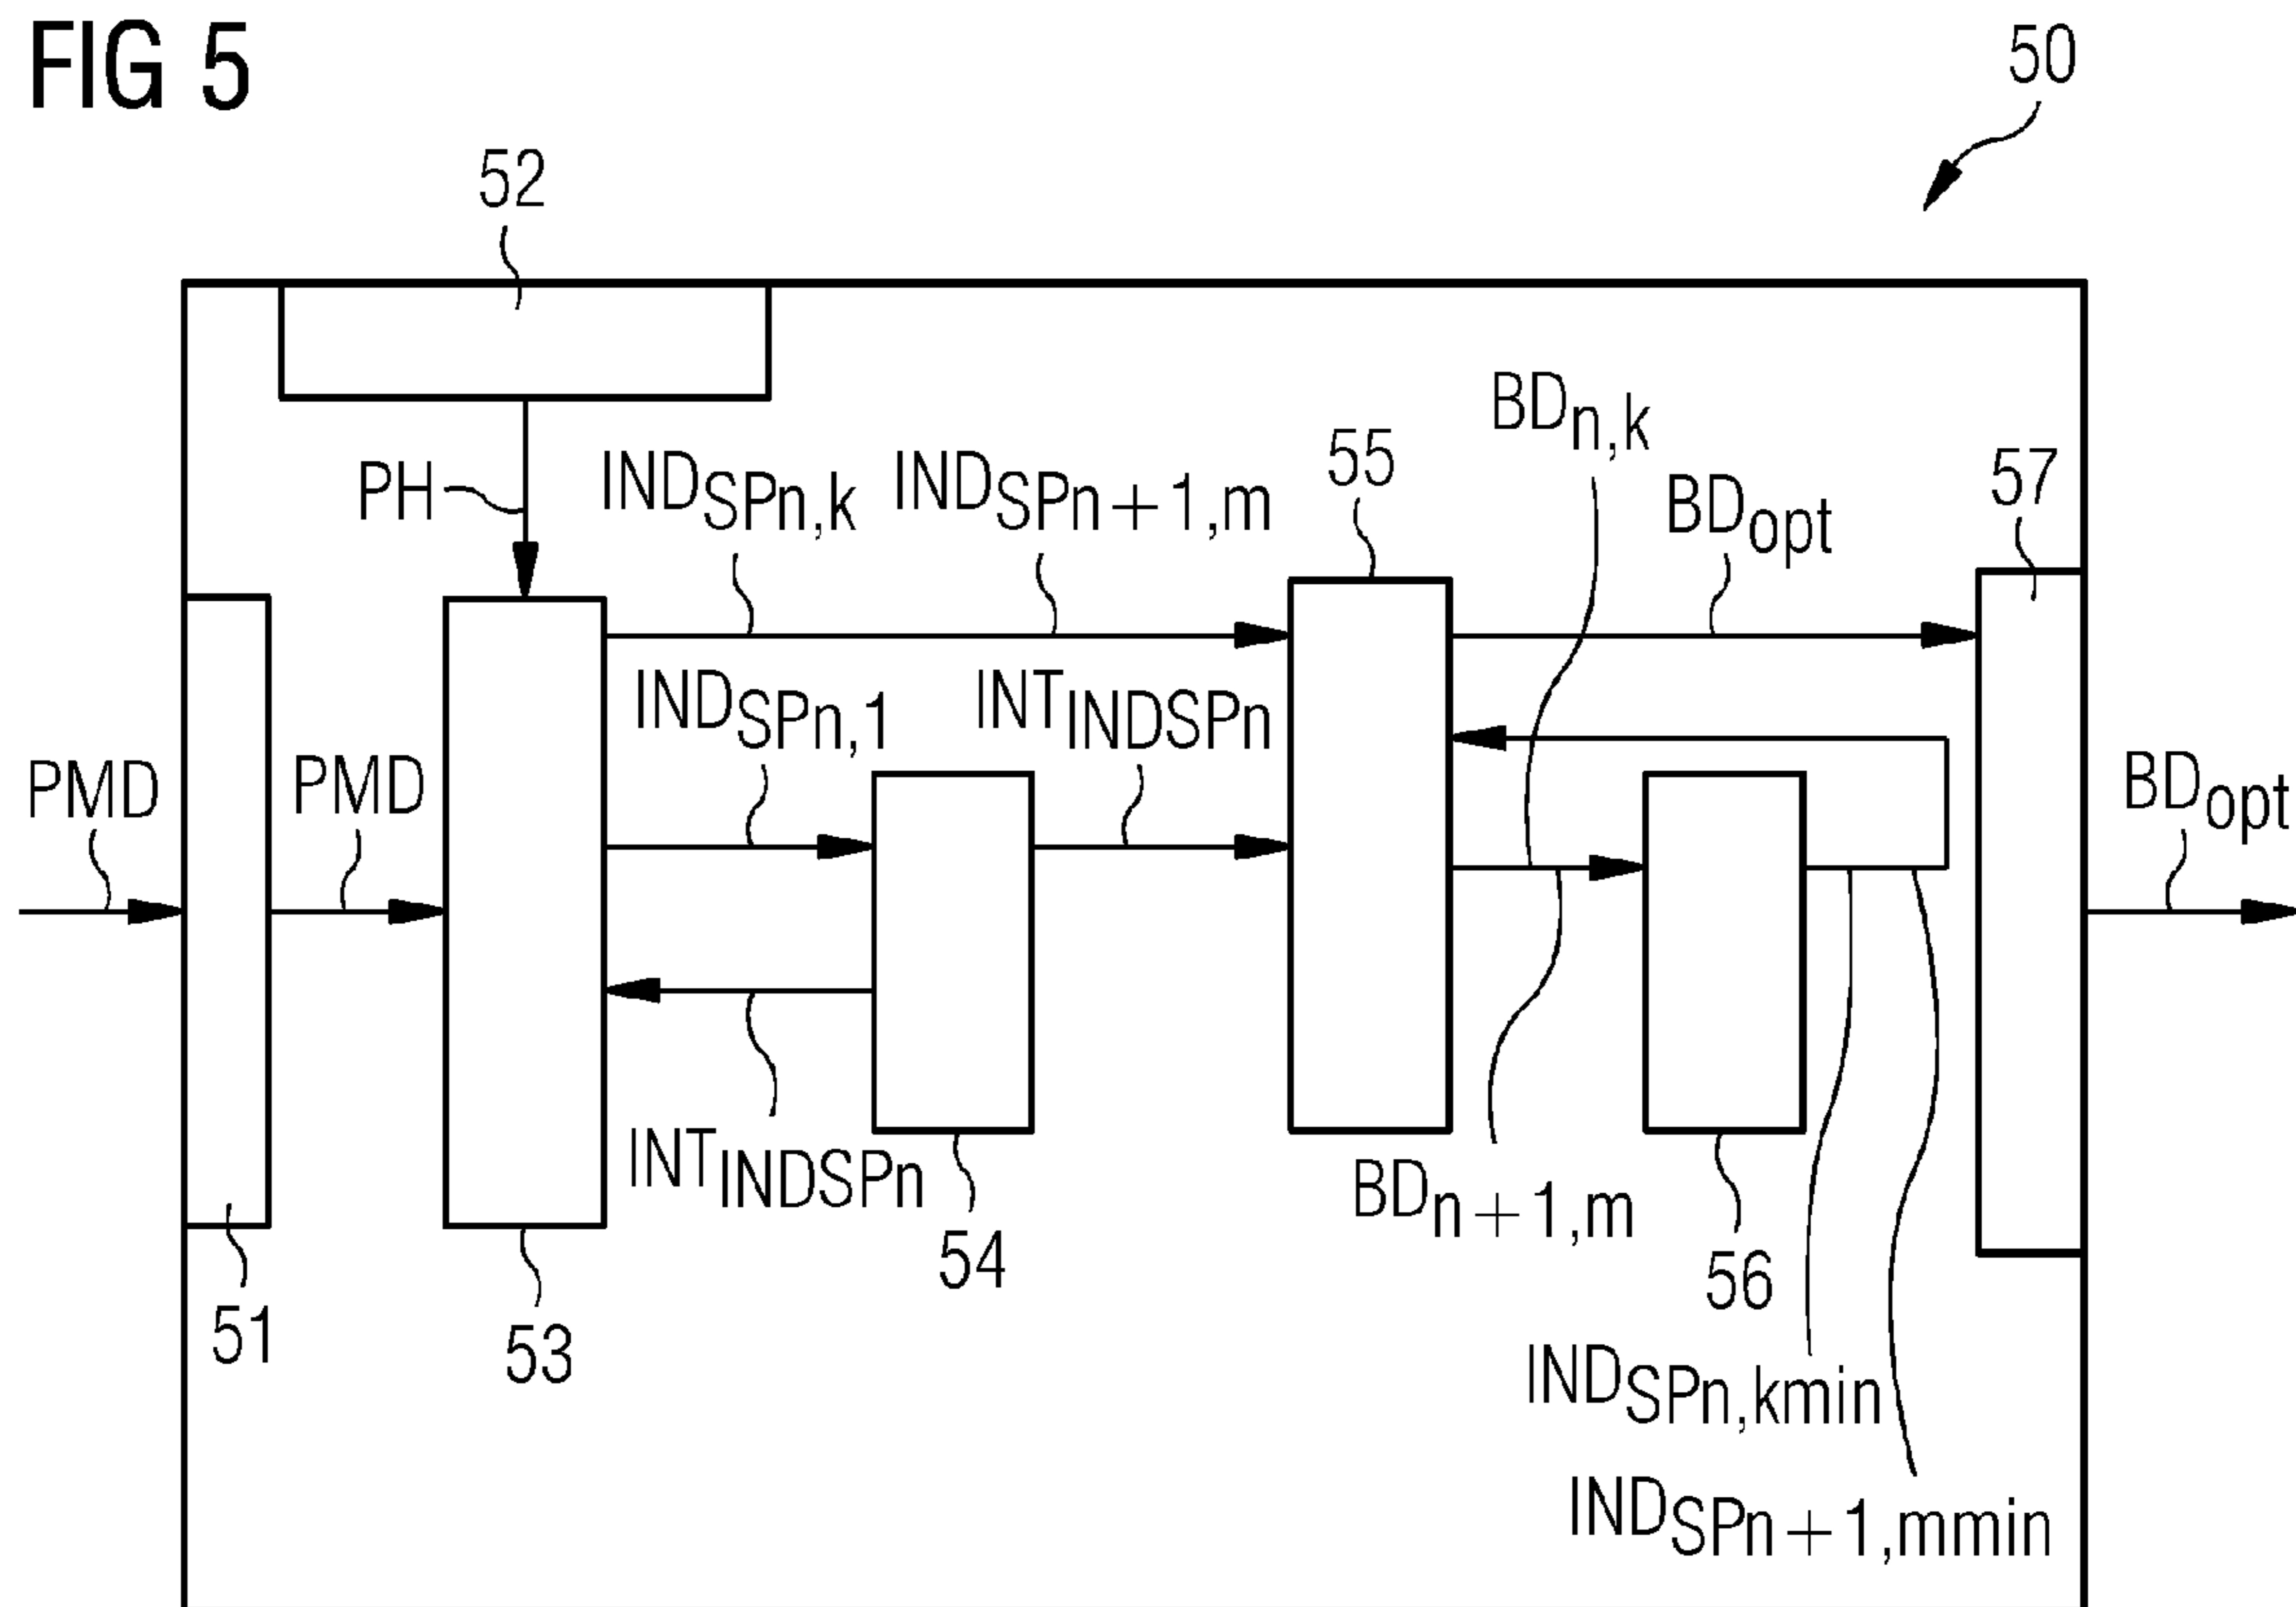 FIG 5
50
52
BDn,k
PH
INDSPn,k
INDSPn+1,m
55
BDopt
57
INDSPn,1
INTINDSPn
PMD
PMD
BDopt
INTINDSPn
BDn+1,m
51
53
54
56
INDSPn,kmin
INDSPn+1,mmin